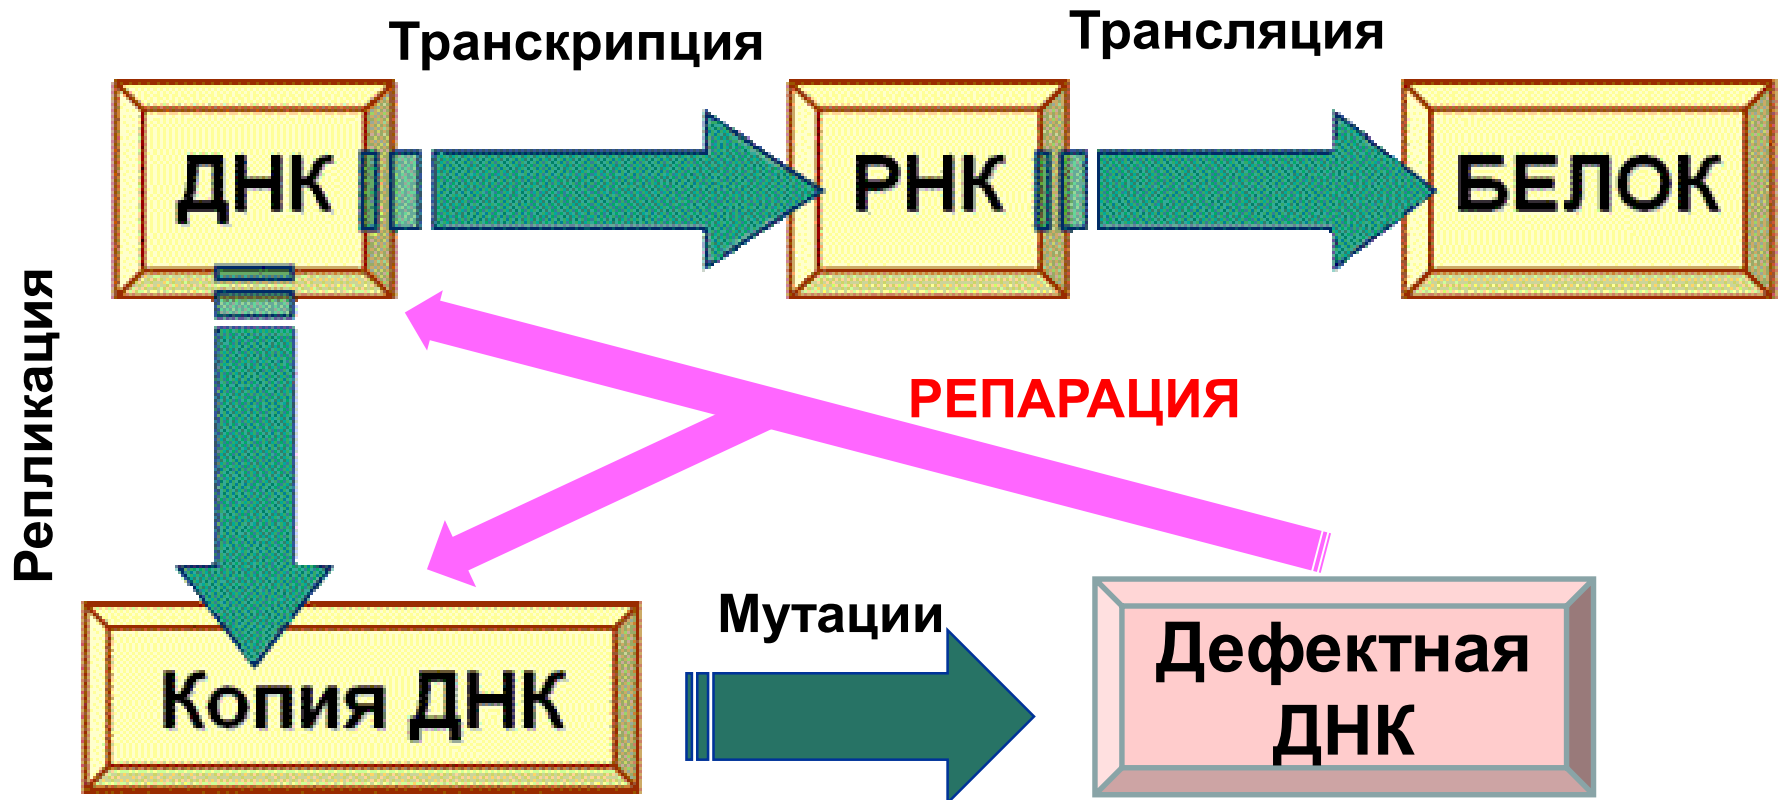 Транскрипция
Трансляция
ДНК
РНК
БЕЛОК
Репликация
РЕПАРАЦИЯ
Мутации
Копия ДНК
Дефектная
ДНК